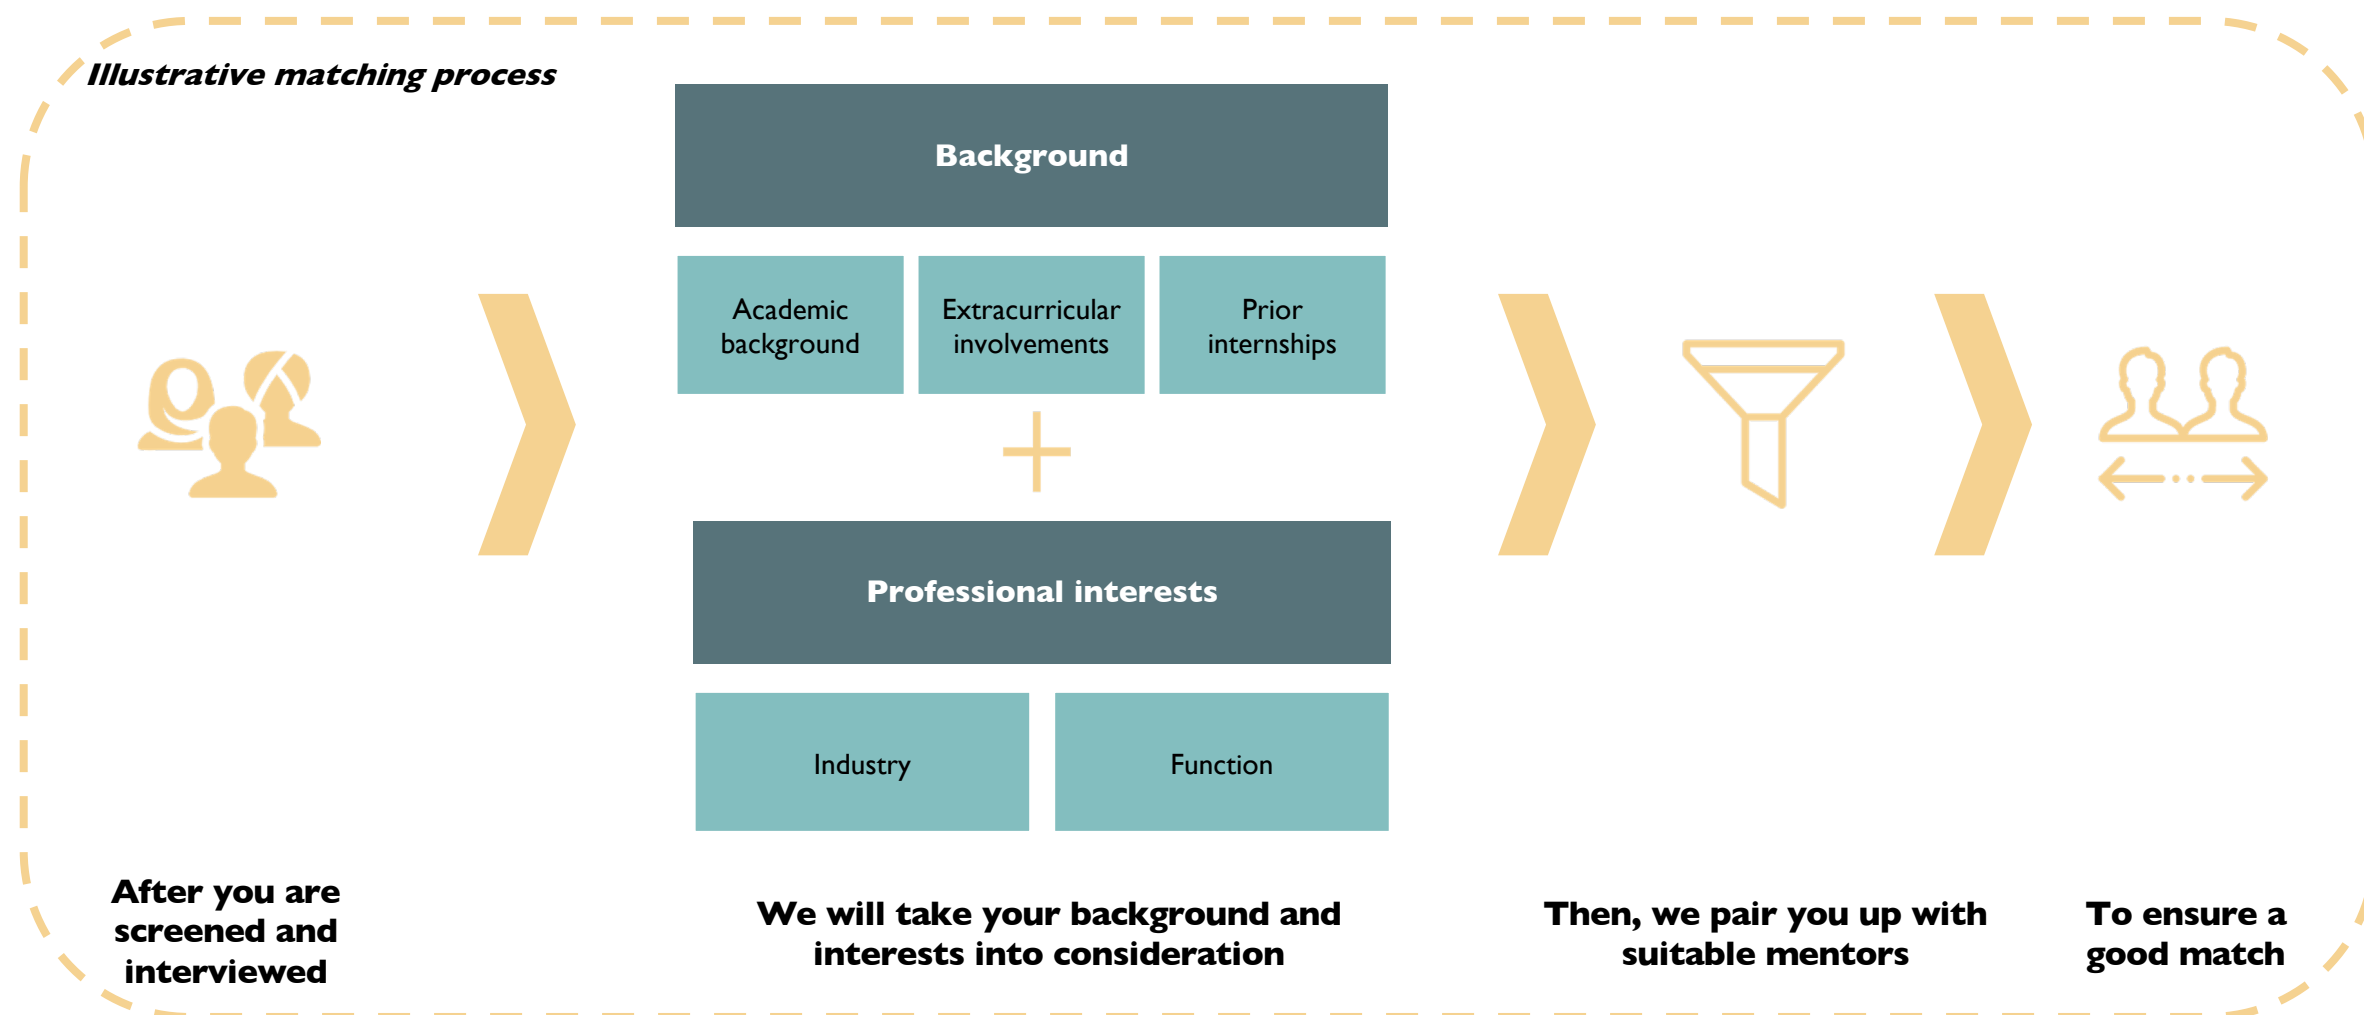 Illustrative matching process
Background
Academic
background
Extracurricular
involvements
Prior
internships
Professional interests
Industry
Function
After you are
screened and
interviewed
We will take your background and
interests into consideration
Then, we pair you up with
suitable mentors
To ensure a
good match